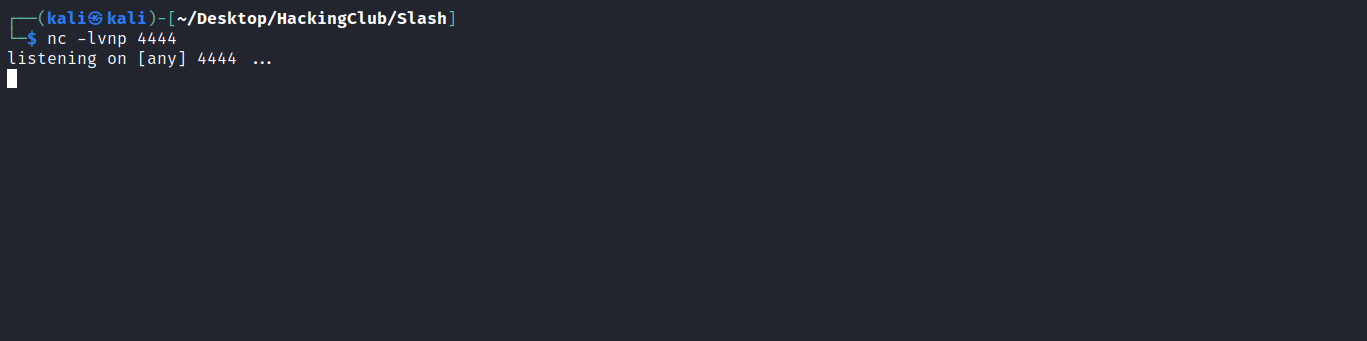 ┌──(kali㉿kali)-[~/Desktop/HackingClub/Slash]
└─$ nc -lvnp 4444
listening on [any] 4444 ...